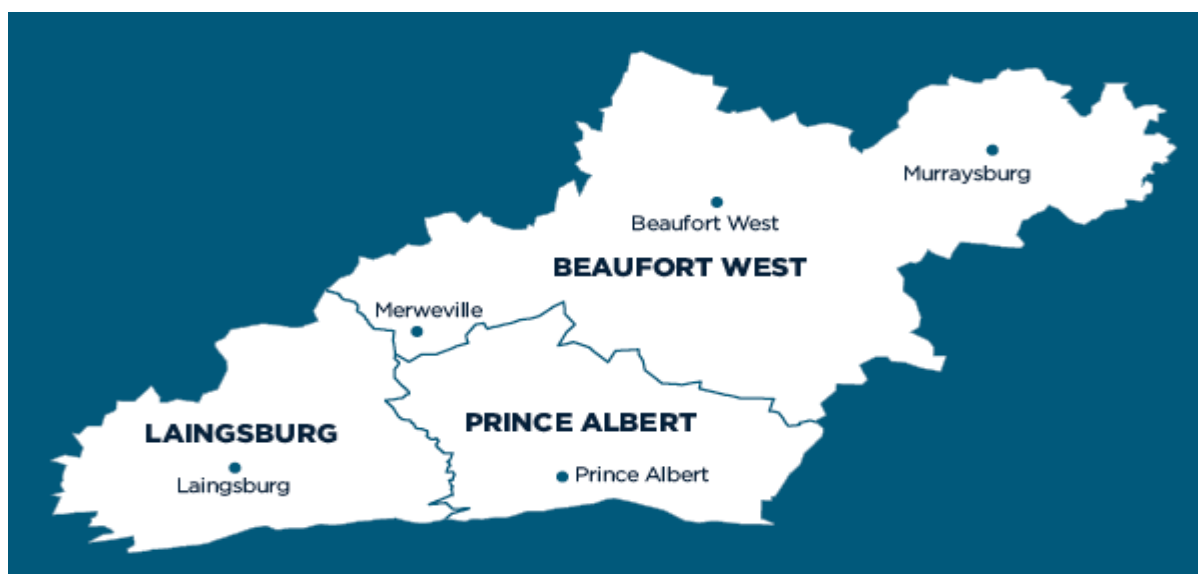 Murraysburg
Beaufort West
BEAUFORT WEST
Merweville
PRINCE ALBERT
LAINGSBURG
Prince Albert
Laingsburg